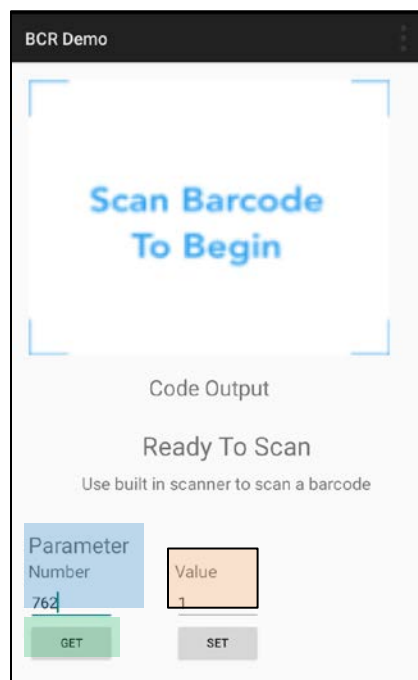 BCR Demo
Scan Barcode
To Begin
Code Output
Ready To Scan
Use built in scanner to scan a barcode
Parameter
Number Value
762 1
GET SET